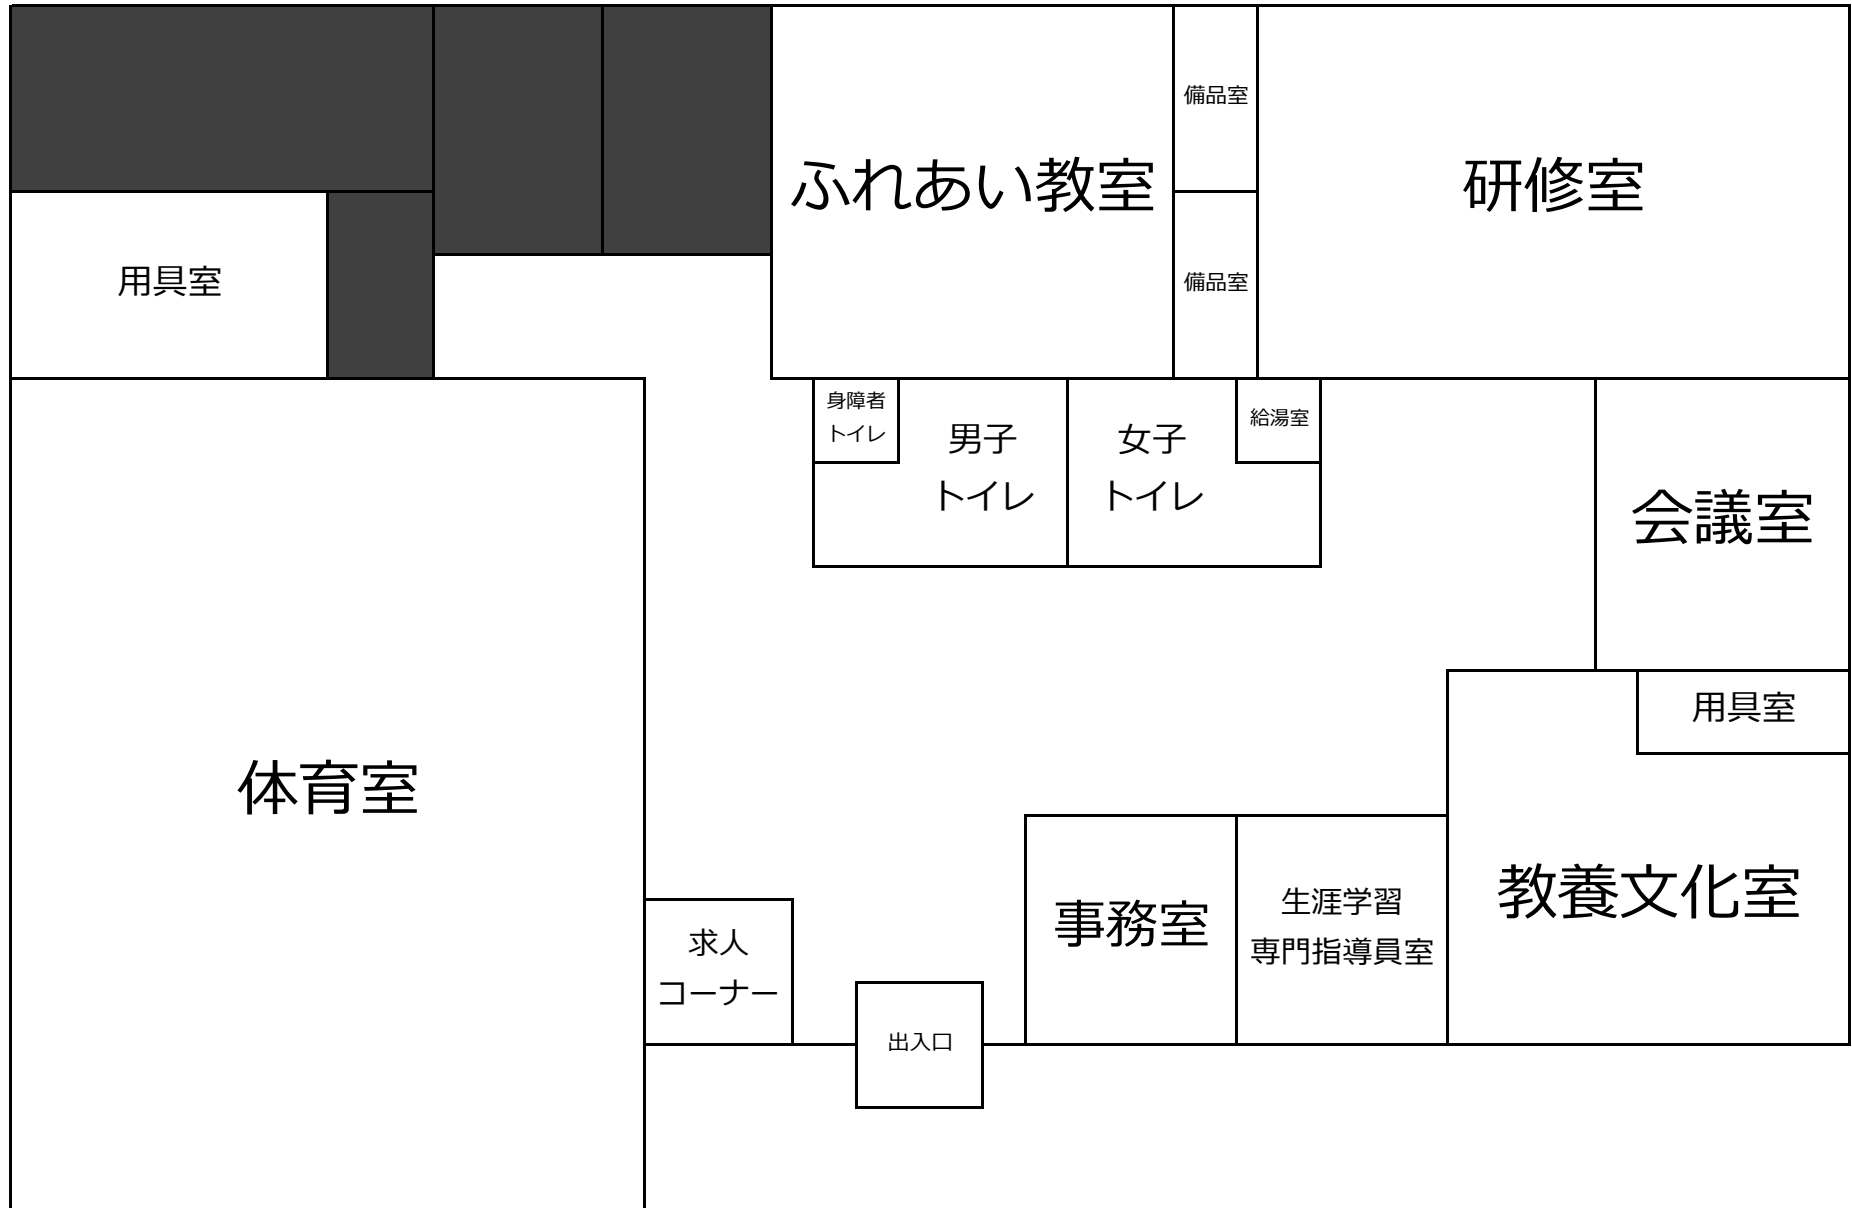 備品室
ふれあい教室
研修室
用具室
備品室
身障者
トイレ
男子
トイレ
女子
トイレ
給湯室
会議室
用具室
体育室
教養文化室
事務室
生涯学習
専門指導員室
求人
コーナー
出入口